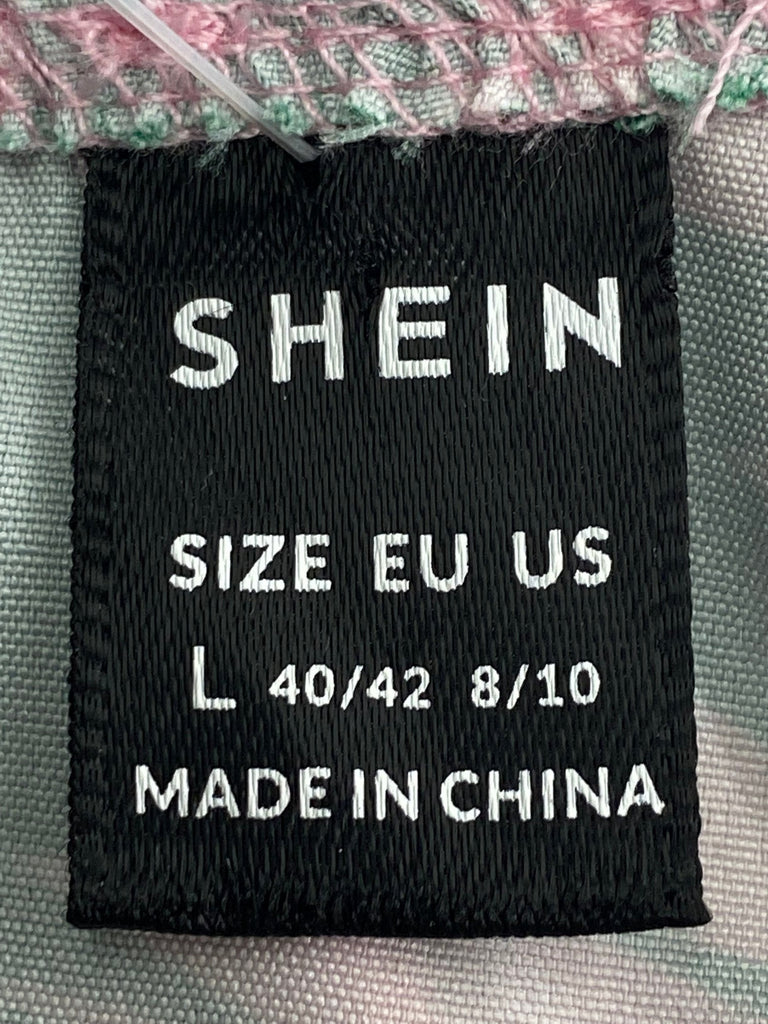 SHEIN
SIZE EU US
L 40/42 8/10
MADE IN CHINA